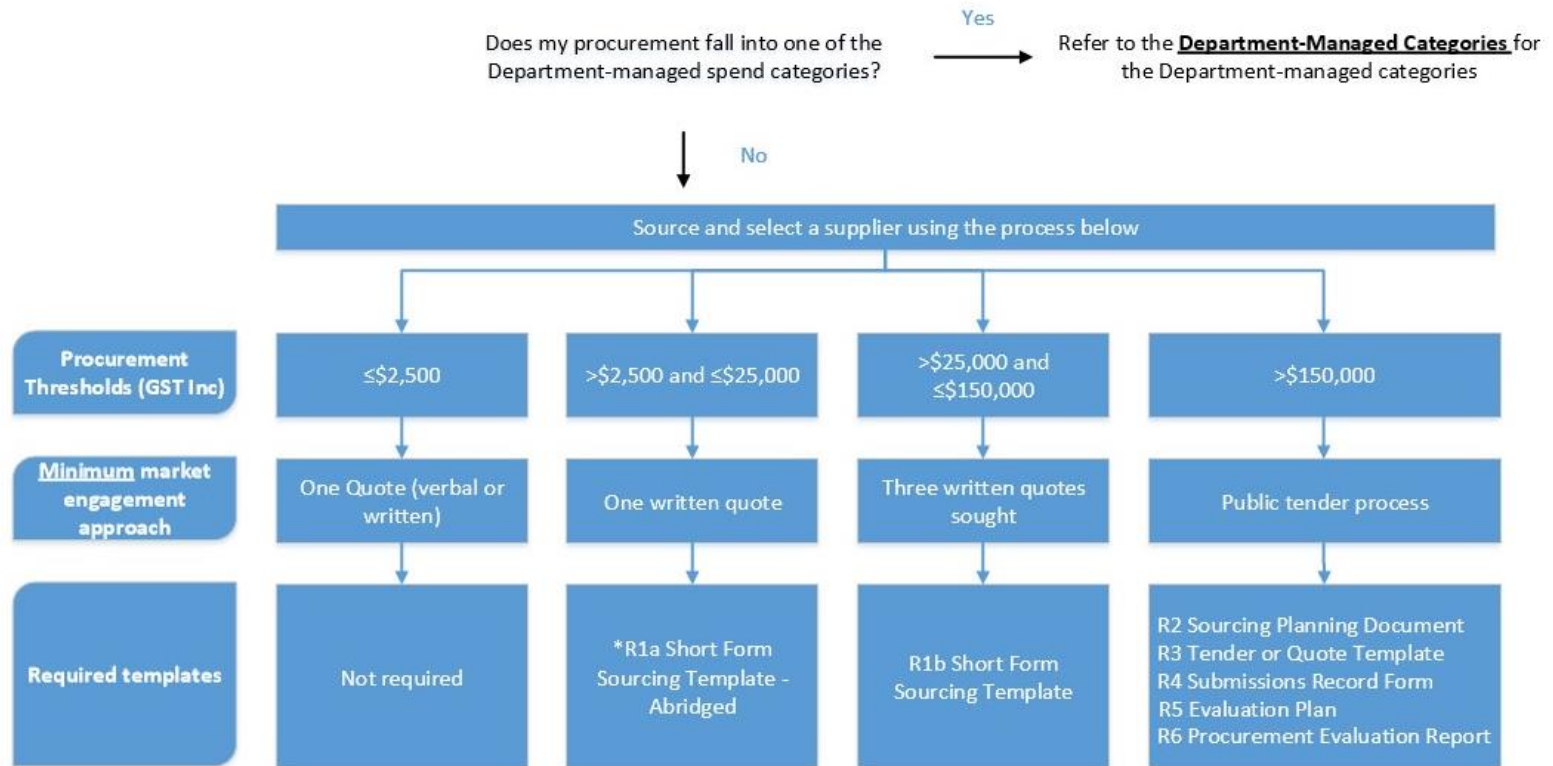 Yes
Does my procurement fall into one of the
Department-managed spend categories?
Refer to the Department-Managed Categories for
the Department-managed categories
No
Source and select a supplier using the process below
Procurement
Thresholds (GST Inc)
≤$2,500
>$2,500 and ≤$25,000
>$25,000 and
≤$150,000
>$150,000
Minimum market
engagement
approach
One Quote (verbal or
written)
One written quote
Three written quotes
sought
Public tender process
Required templates
Not required
*R1a Short Form
Sourcing Template -
Abridged
R1b Short Form
Sourcing Template
R2 Sourcing Planning Document
R3 Tender or Quote Template
R4 Submissions Record Form
R5 Evaluation Plan
R6 Procurement Evaluation Report